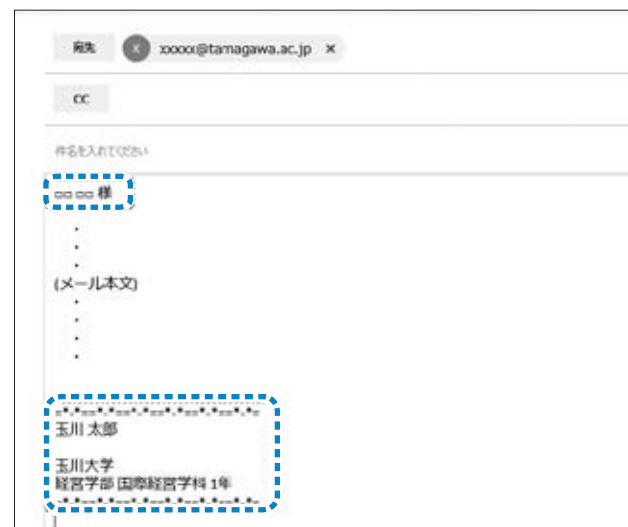 宛先 X xxxxx@tamagawa.ac.jp ×
CC
件名を入れてください
□□ □□ 様
・
・
・
(メール本文)
・
・
・
・
=*.*==*.*==*.*==*.*==*.*==*.*=
玉川 太郎
玉川大学
経営学部 国際経営学科 1年
=*.*==*.*==*.*==*.*==*.*==*.*=